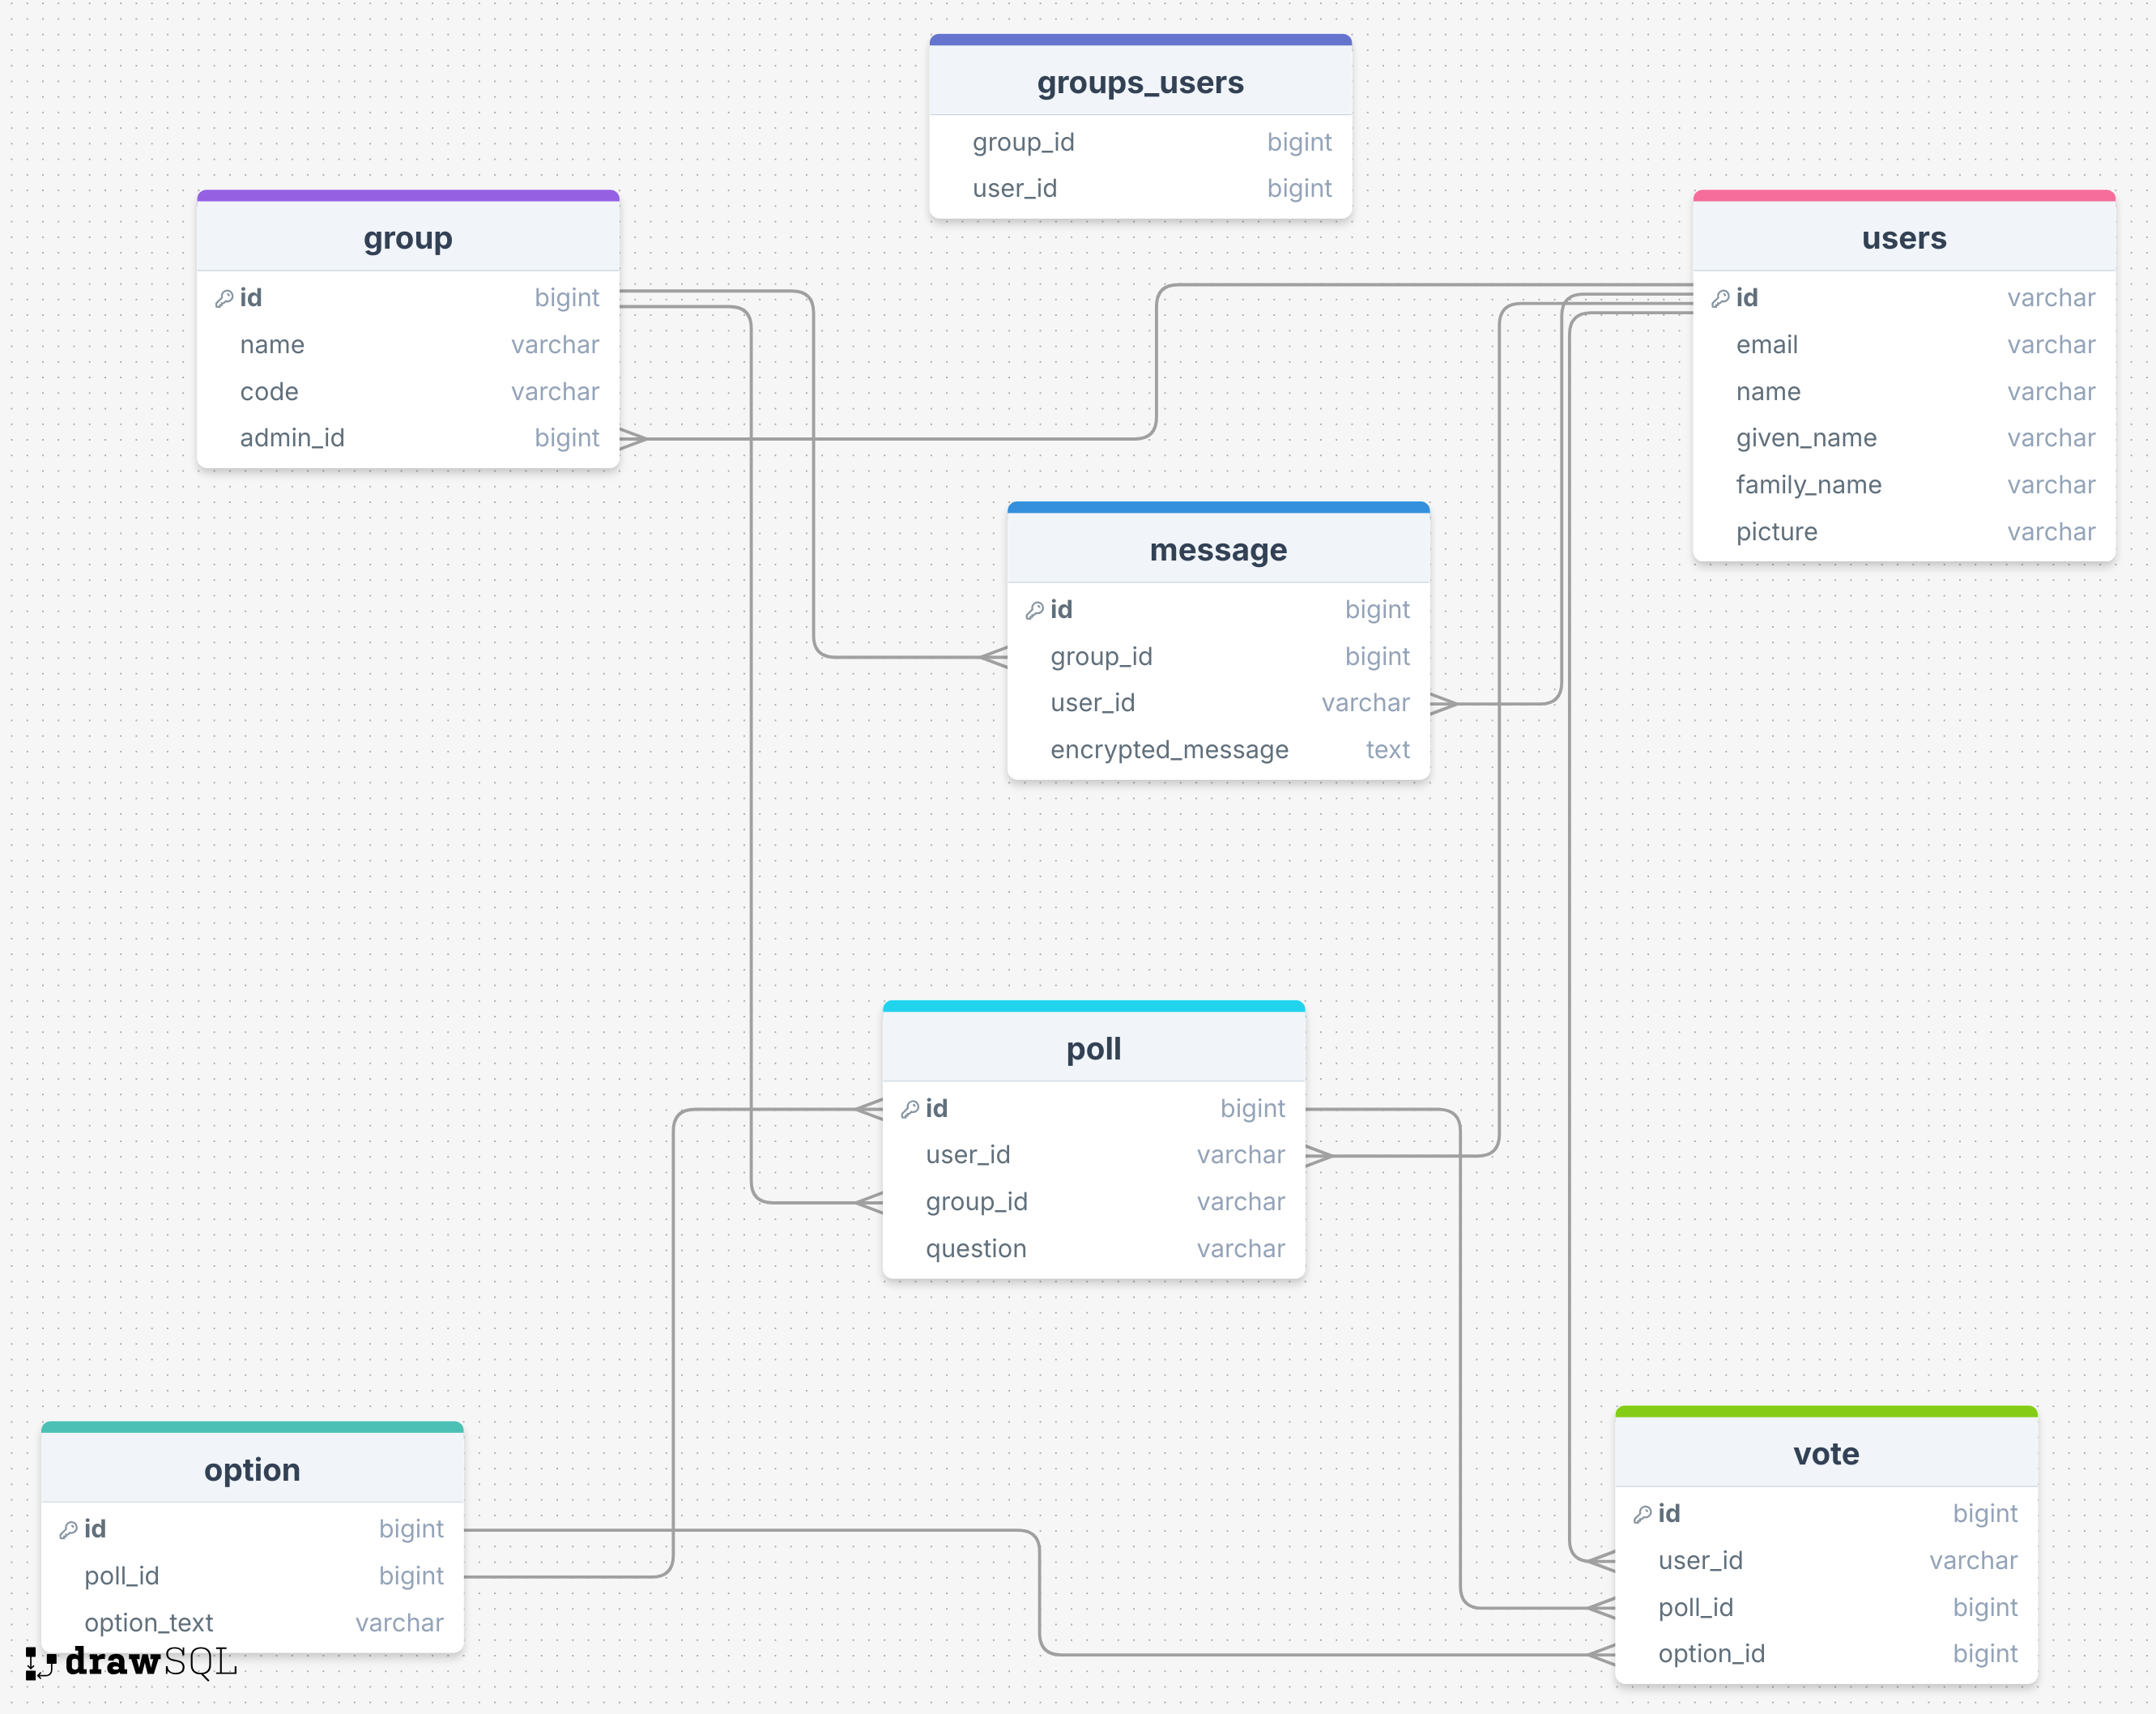 groups_users
group_id bigint
user_id bigint
group
id bigint
name varchar
code varchar
admin_id bigint
users
id varchar
email varchar
name varchar
given_name varchar
family_name varchar
picture varchar
message
id bigint
group_id bigint
user_id varchar
encrypted_message text
poll
id bigint
user_id varchar
group_id varchar
question varchar
option
id bigint
poll_id bigint
option_text varchar
vote
id bigint
user_id varchar
poll_id bigint
option_id bigint
drawSQL